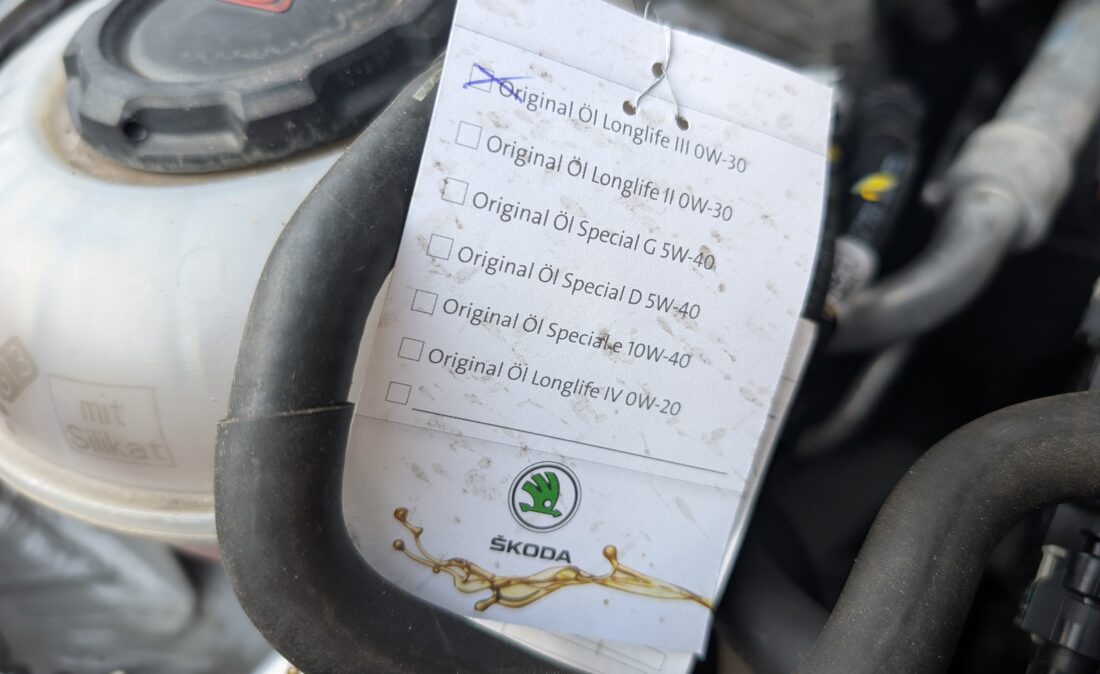 Original Öl Longlife III 0W-30
Original Öl Longlife II 0W-30
Original Öl Special G 5W-40
Original Öl Special D 5W-40
Original Öl Special e 10W-40
Original Öl Longlife IV 0W-20
ŠKODA
mit
Silikat